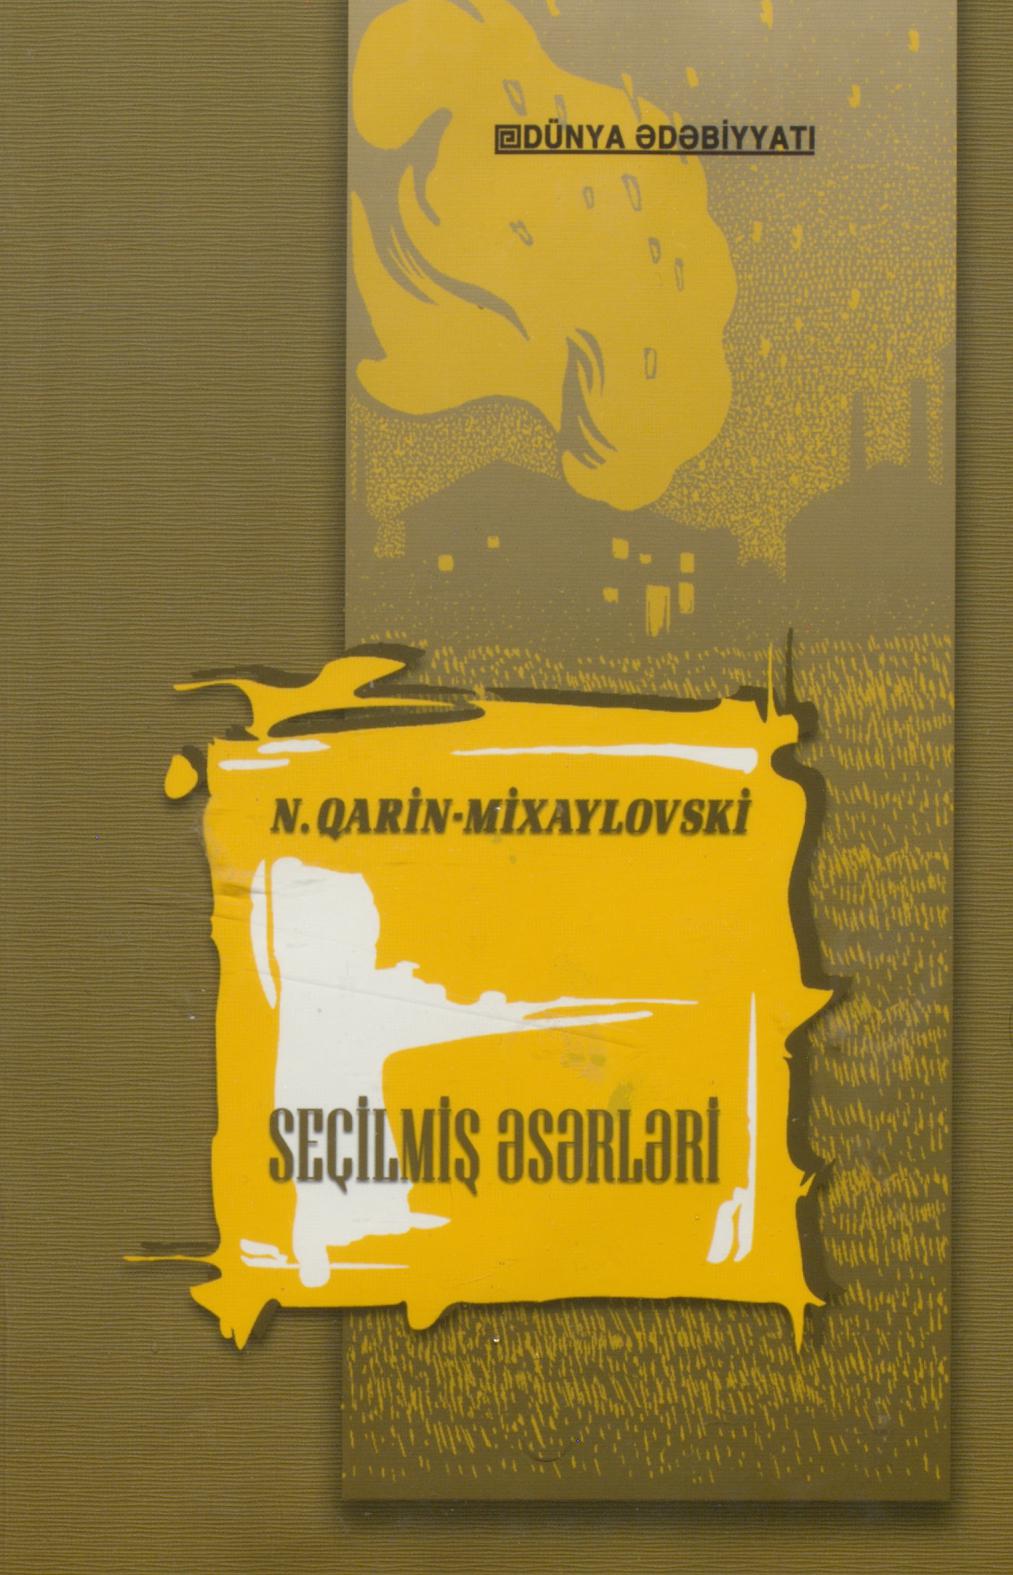 DÜNYA ƏDƏBİYYATI
N. QARİN-MİXAYLOVSKİ
SEÇİLMİŞ ƏSƏRLƏRİ